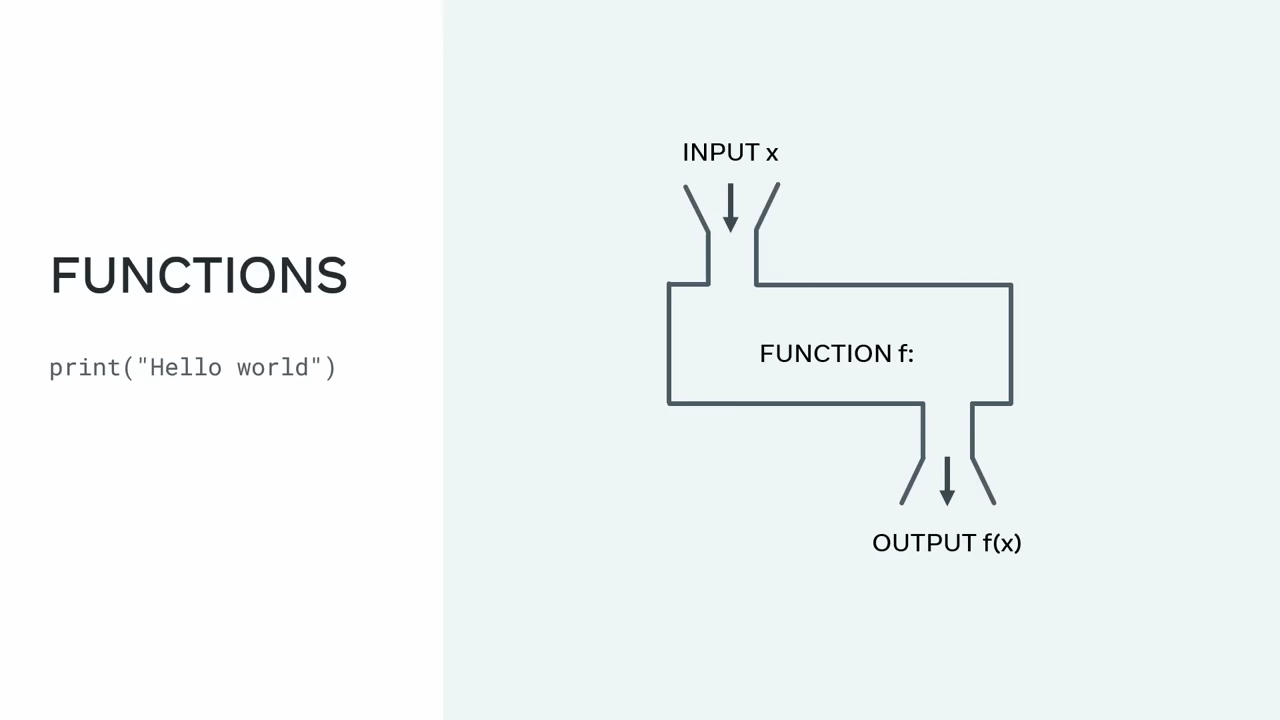 FUNCTIONS
print("Hello world")
INPUT x
FUNCTION f:
OUTPUT f(x)